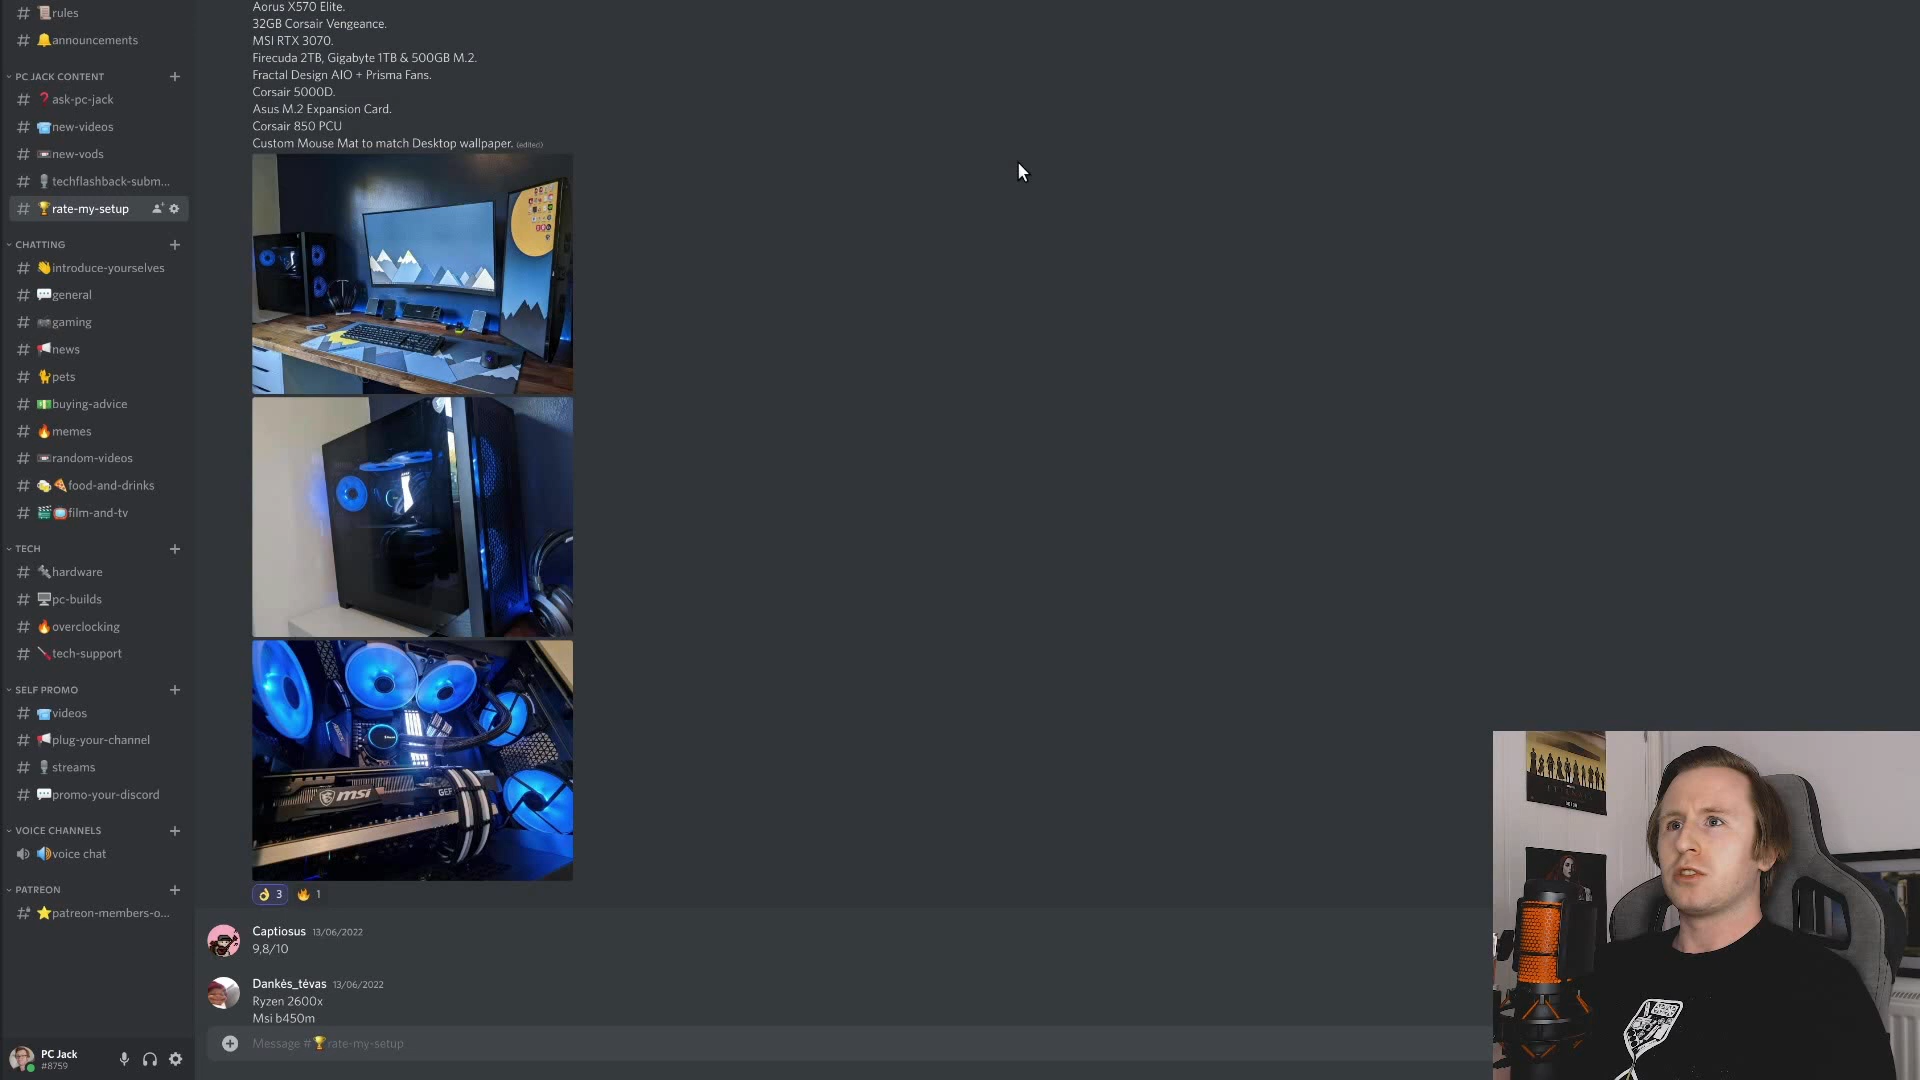 rules
announcements
PC JACK CONTENT
ask-pc-jack
new-videos
new-vods
techflashback-subm...
rate-my-setup
CHATTING
introduce-yourselves
general
gaming
news
pets
buying-advice
memes
random-videos
food-and-drinks
film-and-tv
TECH
hardware
pc-builds
overclocking
tech-support
SELF PROMO
videos
plug-your-channel
streams
promo-your-discord
VOICE CHANNELS
voice chat
PATREON
patreon-members-o...
PC Jack
#8759
Aorus X570 Elite.
32GB Corsair Vengeance.
MSI RTX 3070.
Firecuda 2TB, Gigabyte 1TB & 500GB M.2.
Fractal Design AIO + Prisma Fans.
Corsair 5000D.
Asus M.2 Expansion Card.
Corsair 850 PCU
Custom Mouse Mat to match Desktop wallpaper. (edited)
msi
GEF
3
1
Captiosus 13/06/2022
9,8/10
Dankės_tėvas 13/06/2022
Ryzen 2600x
Msi b450m
Message #rate-my-setup